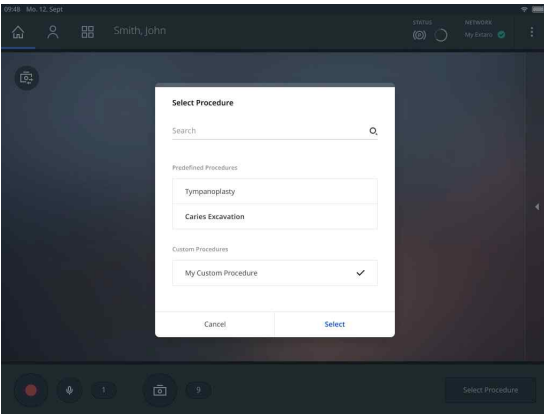 09:48 Mo. 12. Sept
Smith, John
STATUS
NETWORK
My Extaro
Select Procedure
Search
Predefined Procedures
Tympanoplasty
Caries Excavation
Custom Procedures
My Custom Procedure
Cancel
Select
1
9
Select Procedure